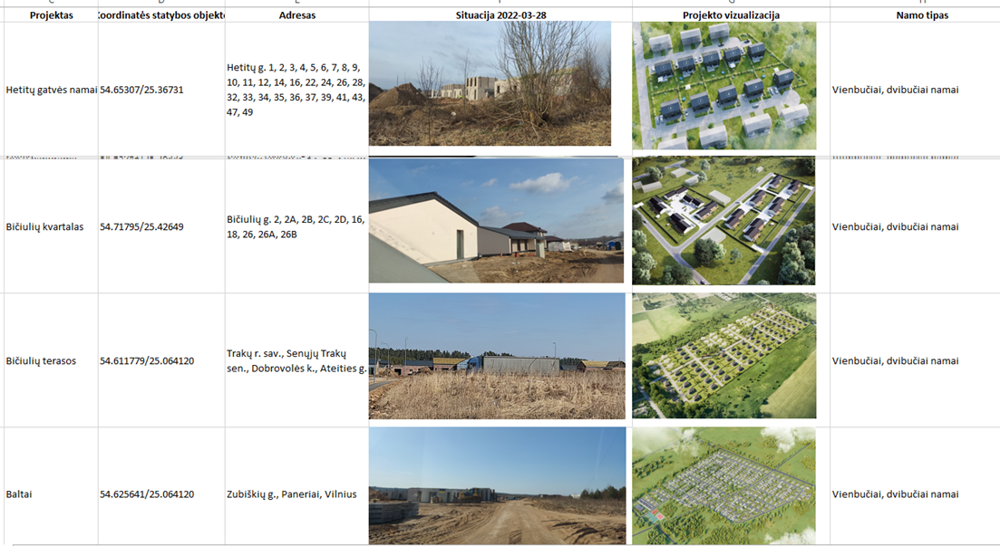 Projektas
Koordinatės statybos objekto
Adresas
Situacija 2022-03-28
Projekto vizualizacija
Namo tipas
Hetitų gatvės namai
54.65307/25.36731
Hetitų g. 1, 2, 3, 4, 5, 6, 7, 8, 9,
10, 11, 12, 14, 16, 22, 24, 26, 28,
32, 33, 34, 35, 36, 37, 39, 41, 43,
47, 49
Vienbučiai, dvibučiai namai
Bičiulių kvartalas
54.71795/25.42649
Bičiulių g. 2, 2A, 2B, 2C, 2D, 16,
18, 26, 26A, 26B
Vienbučiai, dvibučiai namai
Bičiulių terasos
54.611779/25.064120
Trakų r. sav., Senųjų Trakų
sen., Dobrovolės k., Ateities g.
Vienbučiai, dvibučiai namai
Baltai
54.625641/25.064120
Zubiškių g., Paneriai, Vilnius
Vienbučiai, dvibučiai namai